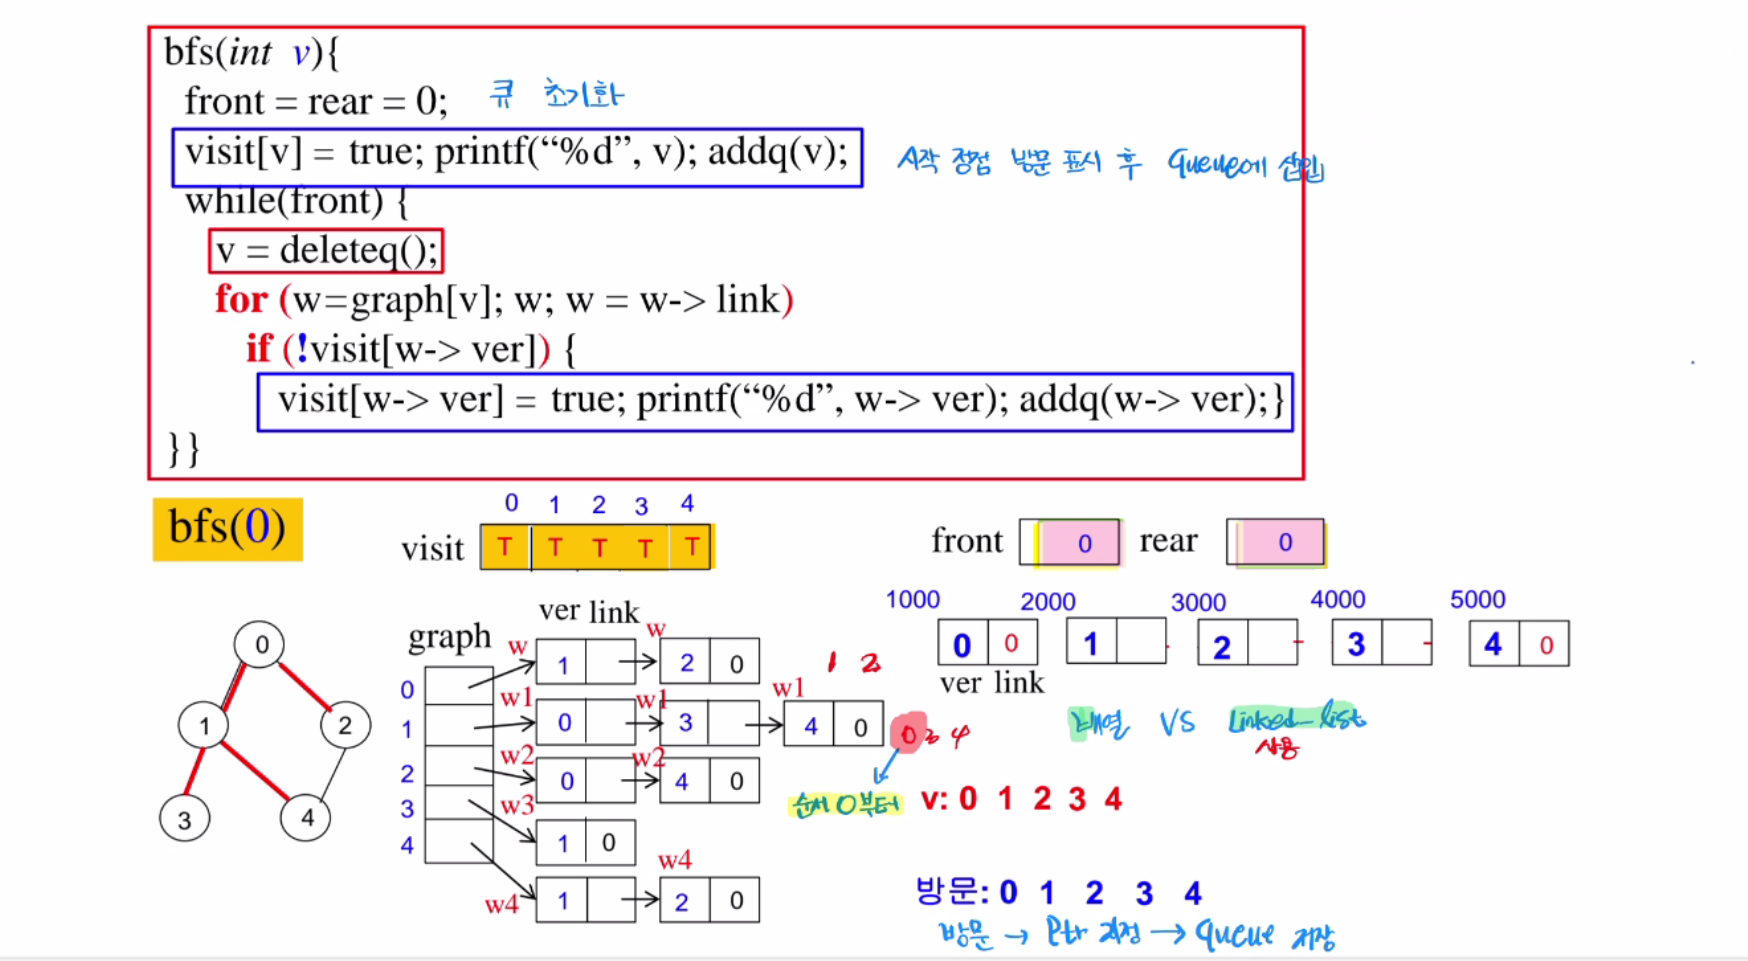 bfs(int v){
front = rear = 0; 큐 초기화
visit[v] = true; printf(“%d”, v); addq(v);
시작 정점 방문 표시 후 Queue에 삽입
while(front) {
v = deleteq();
for (w=graph[v]; w; w = w-> link)
if (!visit[w-> ver]) {
visit[w-> ver] = true; printf(“%d”, w-> ver); addq(w-> ver);}
}}
bfs(0)
0 1 2 3 4
visit T T T T T
front 0 rear 0
1000 2000 3000 4000 5000
0 0 1 2 3 4 0
ver link
배열 VS Linked list
사용
0
1 2
3 4
ver link
graph
0 w 1 w 2 0
1 2
1 w1 0 w1 3 w1 4 0
0 3 4
2 w2 0 w2 4 0
3 w3 1 0
4 w4 1 w4 2 0
순서 0부터
v: 0 1 2 3 4
방문: 0 1 2 3 4
방문 → Ptr 지정 → Queue 저장